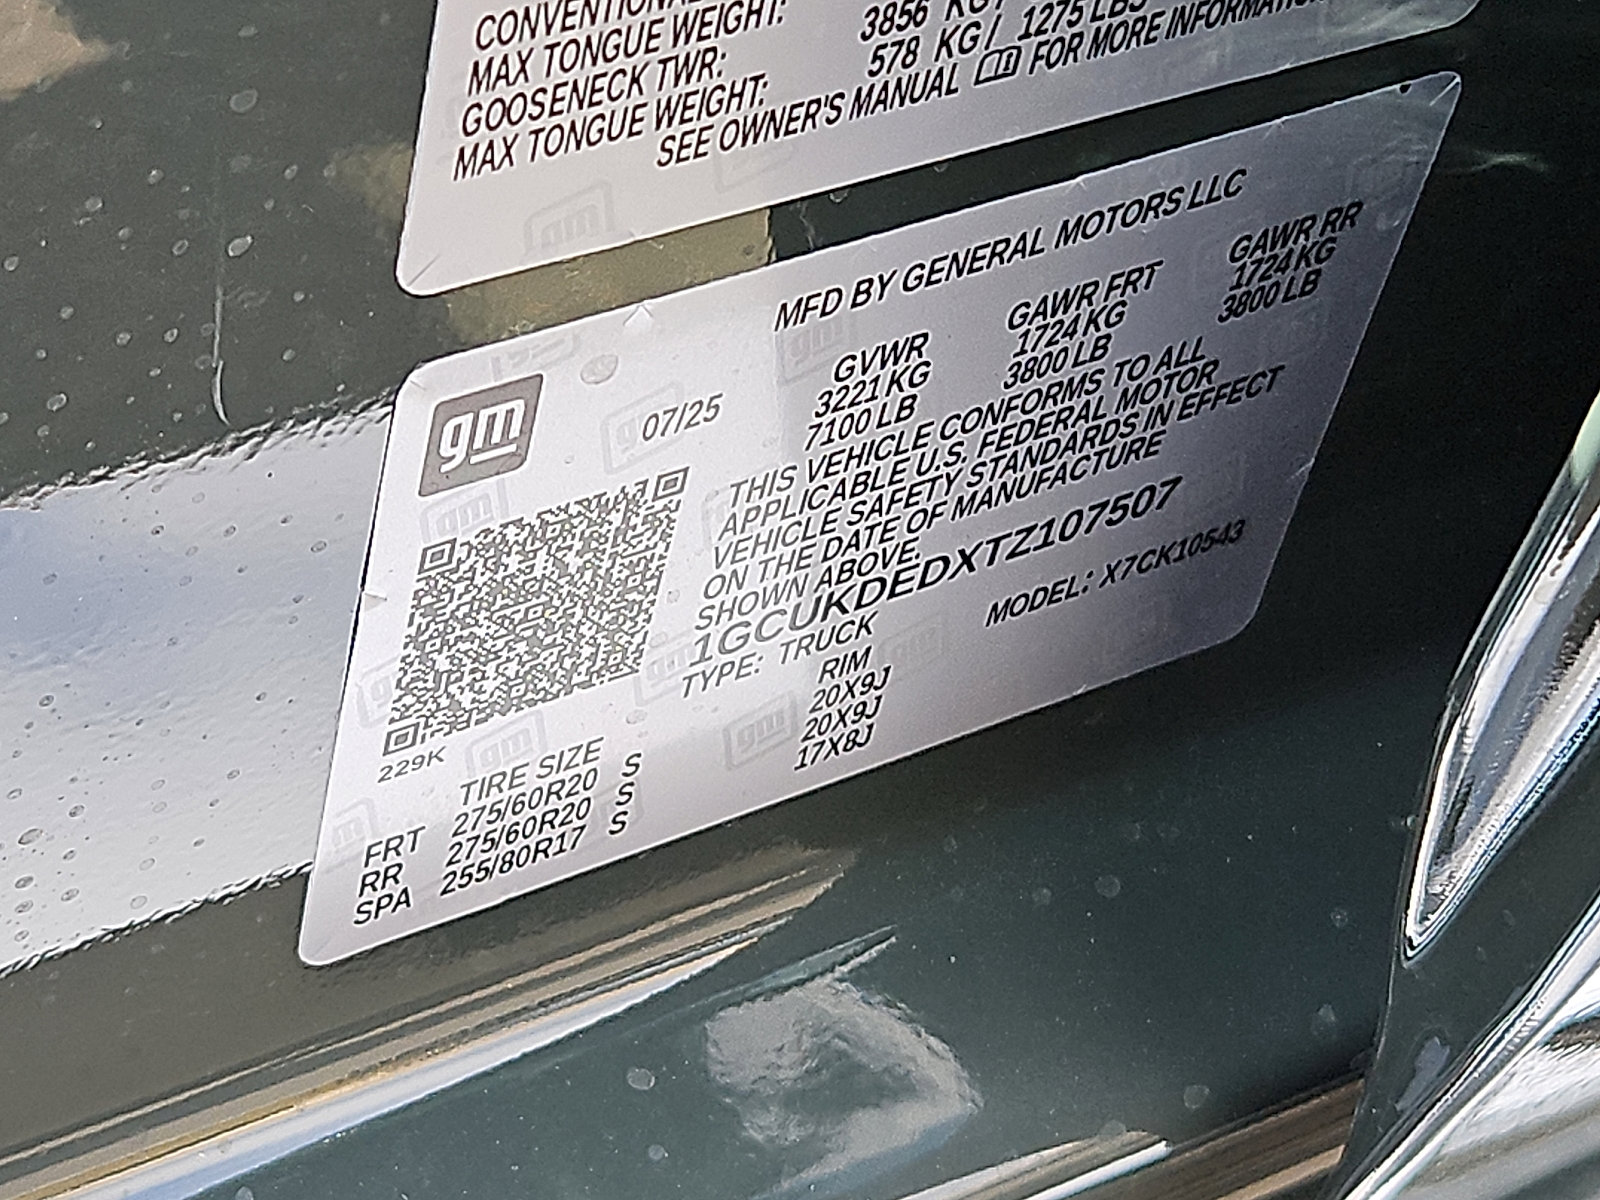 CONVENTIONAL
MAX TONGUE WEIGHT:
GOOSENECK TWR: 3856 KG/
MAX TONGUE WEIGHT: 578 KG / 1275 LBS
SEE OWNER'S MANUAL FOR MORE INFORMATION
MFD BY GENERAL MOTORS LLC
gm
07/25
GVWR GAWR FRT GAWR RR
3221 KG 1724 KG 1724 KG
7100 LB 3800 LB 3800 LB
THIS VEHICLE CONFORMS TO ALL
APPLICABLE U.S. FEDERAL MOTOR
VEHICLE SAFETY STANDARDS IN EFFECT
ON THE DATE OF MANUFACTURE
SHOWN ABOVE.
1GCUKDEDXTZ107507
TYPE: TRUCK MODEL: X7CK10543
229K
TIRE SIZE RIM
FRT 275/60R20 S 20X9J
RR 275/60R20 S 20X9J
SPA 255/80R17 S 17X8J